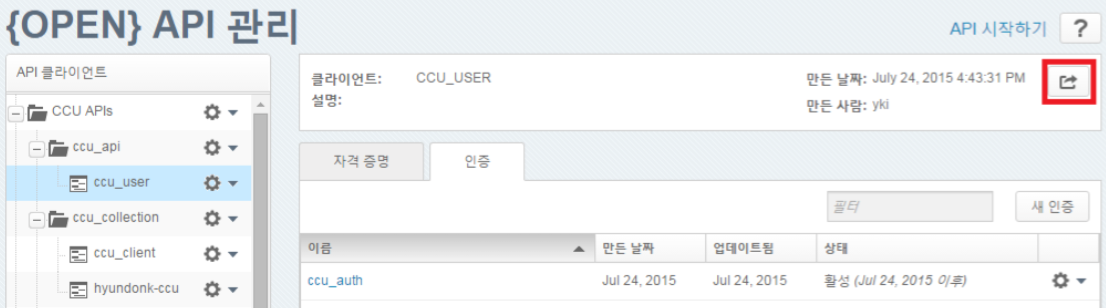 {OPEN} API 관리
API 시작하기 ?
API 클라이언트
CCU APIs
ccu_api
ccu_user
ccu_collection
ccu_client
hyundonk-ccu
클라이언트: CCU_USER
설명:
만든 날짜: July 24, 2015 4:43:31 PM
만든 사람: yki
자격 증명 인증
필터 새 인증
이름 만든 날짜 업데이트됨 상태
ccu_auth Jul 24, 2015 Jul 24, 2015 활성 (Jul 24, 2015 이후)